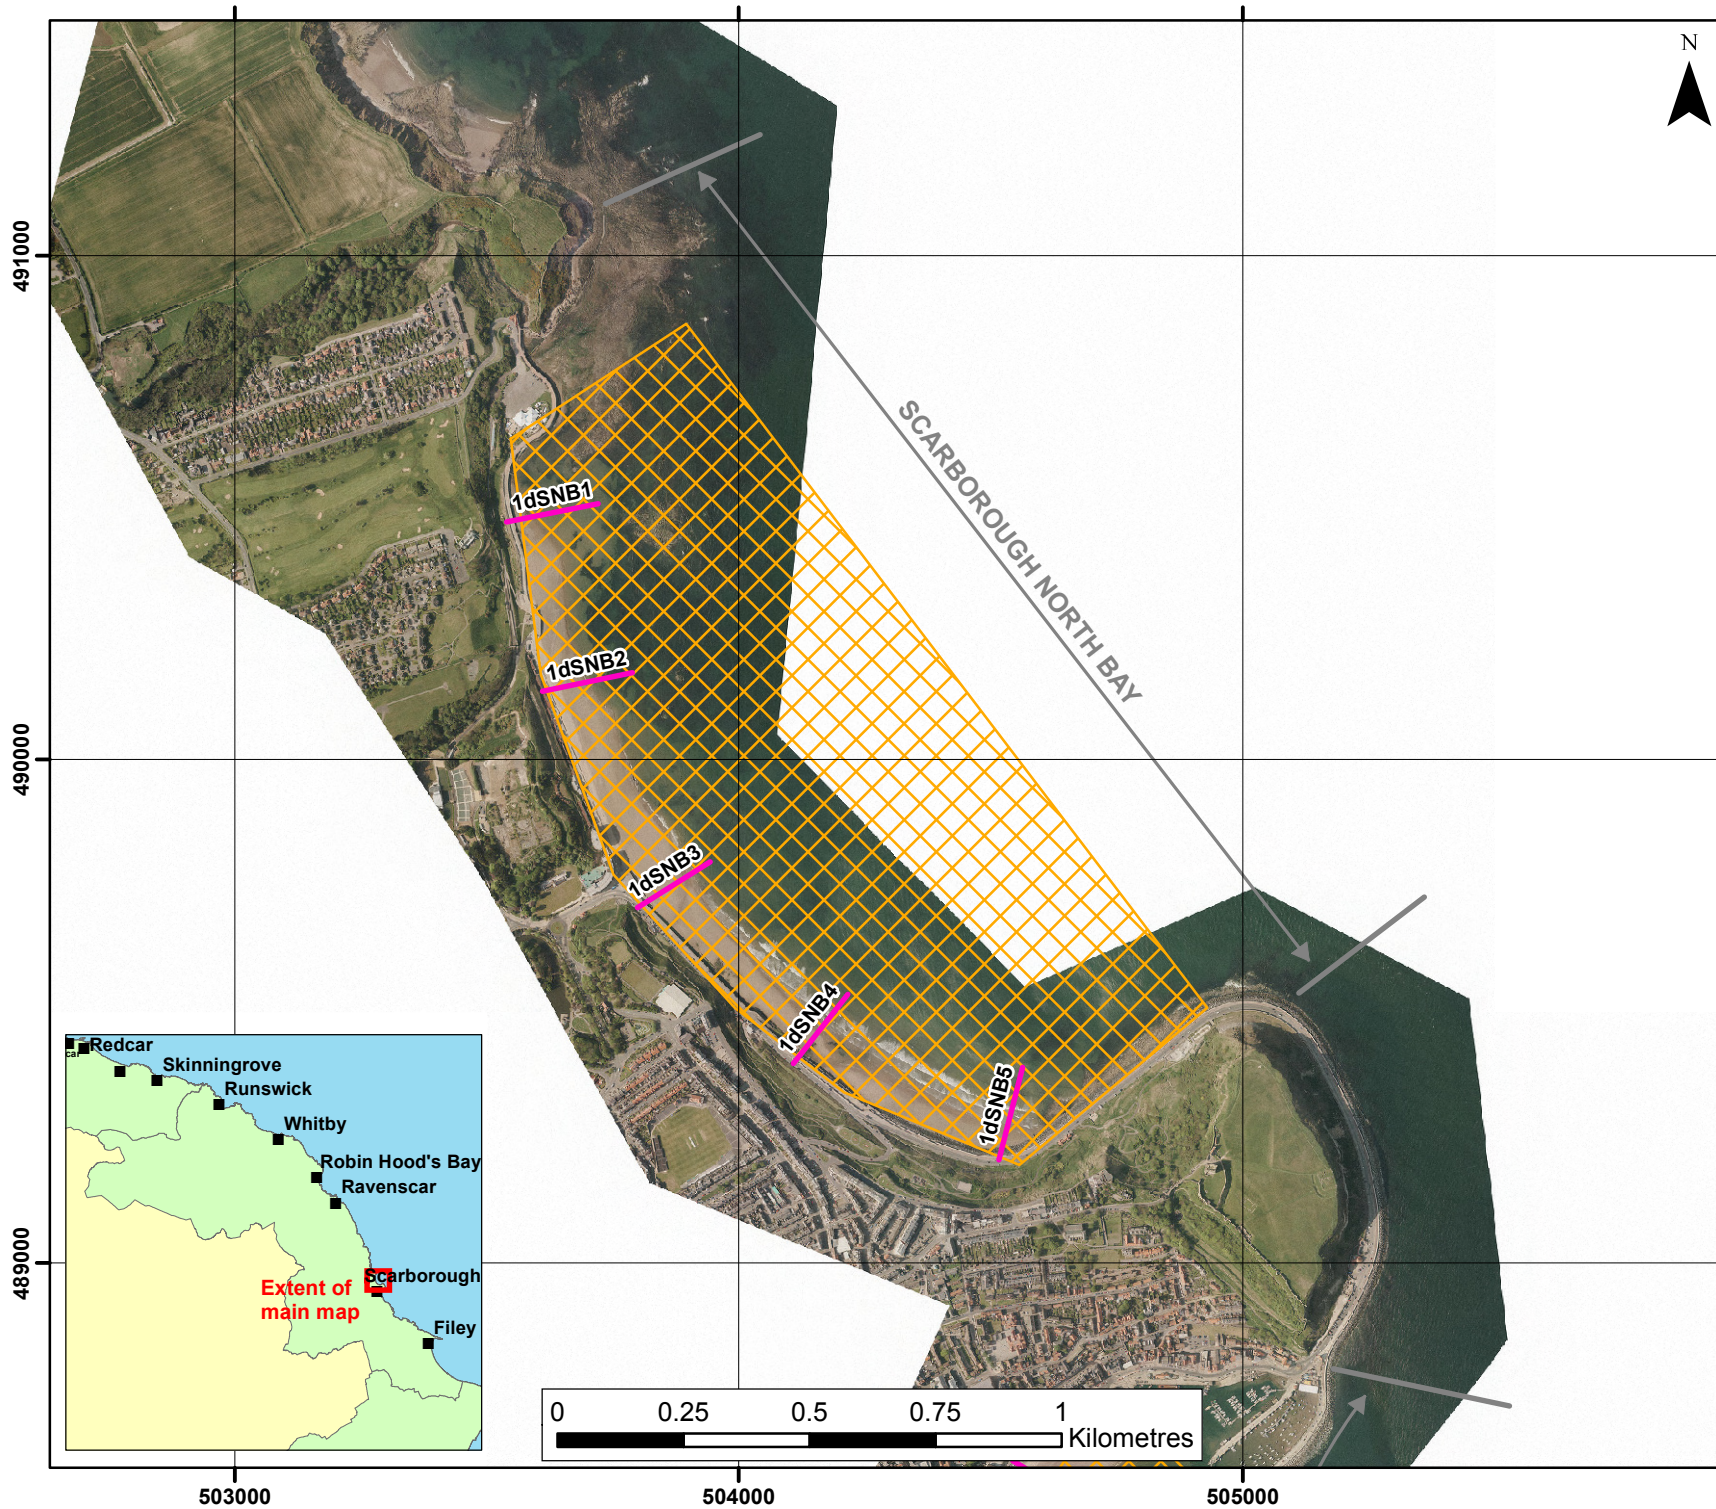 N
491000
490000
489000
SCARBOROUGH NORTH BAY
1dSNB1
1dSNB2
1dSNB3
1dSNB4
1dSNB5
car
Redcar
Skinningrove
Runswick
Whitby
Robin Hood's Bay
Ravenscar
Scarborough
Extent of
main map
Filey
0 0.25 0.5 0.75 1
Kilometres
503000 504000 505000